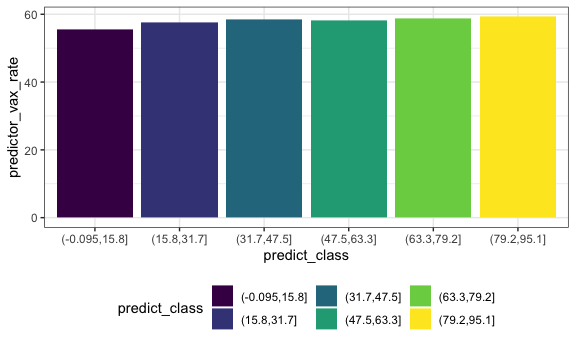 60
40
20
0
predictor_vax_rate
(-0.095,15.8] (15.8,31.7] (31.7,47.5] (47.5,63.3] (63.3,79.2] (79.2,95.1]
predict_class
predict_class
(-0.095,15.8] (31.7,47.5] (63.3,79.2]
(15.8,31.7] (47.5,63.3] (79.2,95.1]